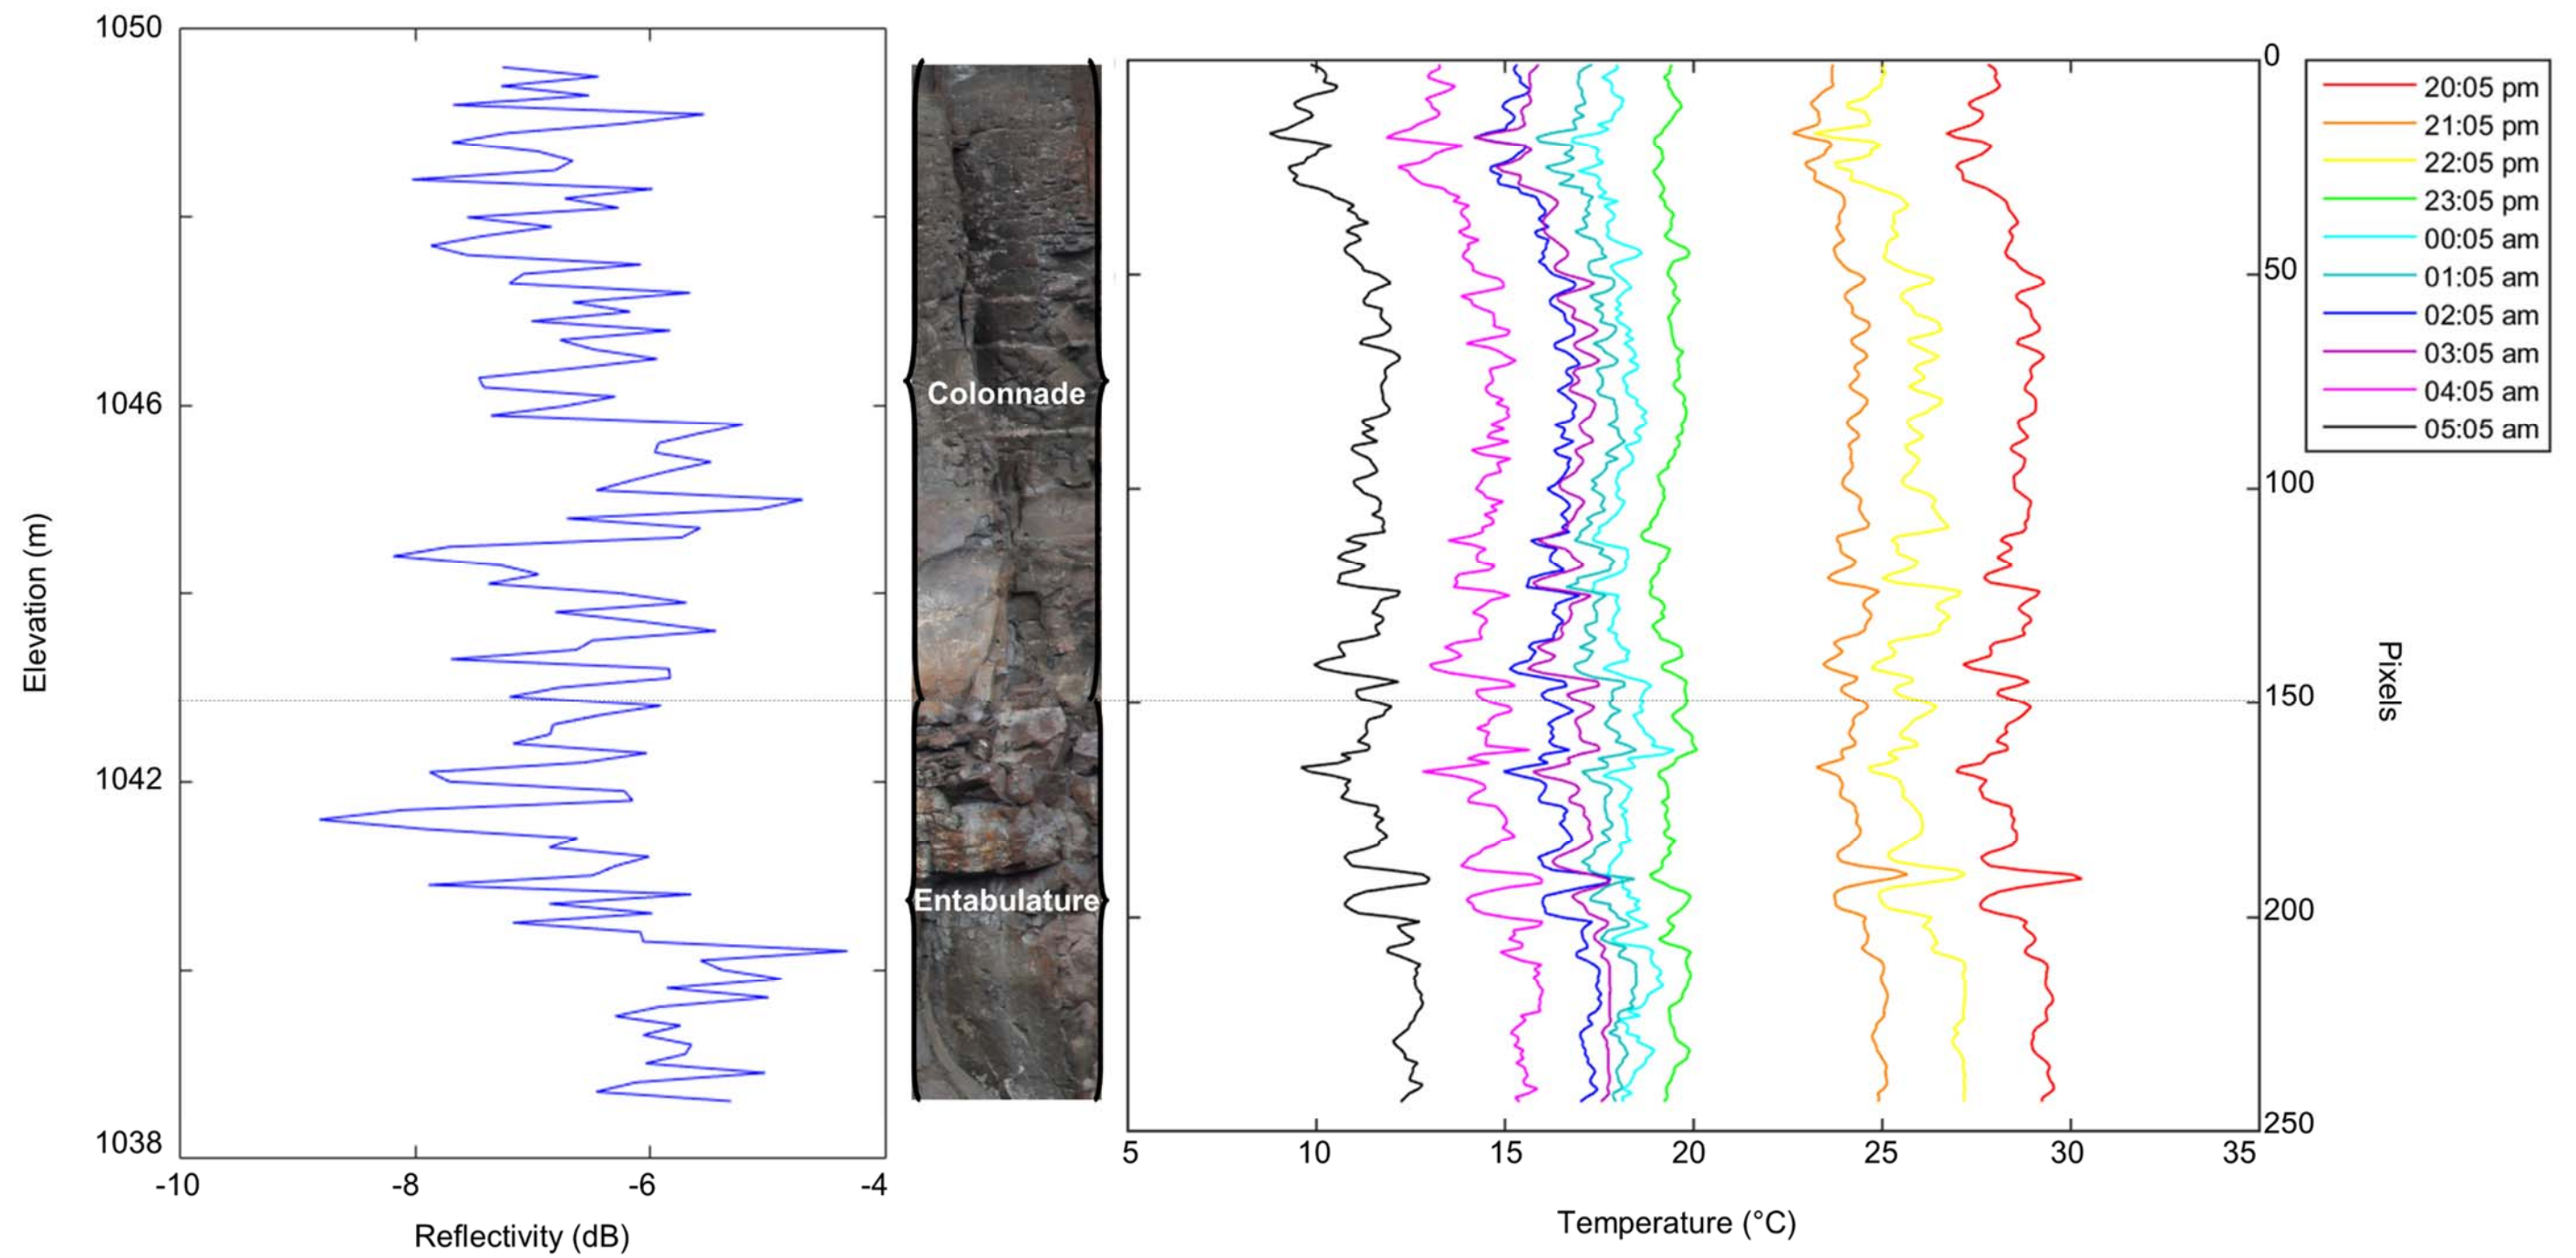 1050
1046
1042
1038
Elevation (m)
-10
-8
-6
-4
Reflectivity (dB)
Colonnade
Entabulature
0
50
100
150
200
250
Pixels
5
10
15
20
25
30
35
Temperature (°C)
20:05 pm
21:05 pm
22:05 pm
23:05 pm
00:05 am
01:05 am
02:05 am
03:05 am
04:05 am
05:05 am